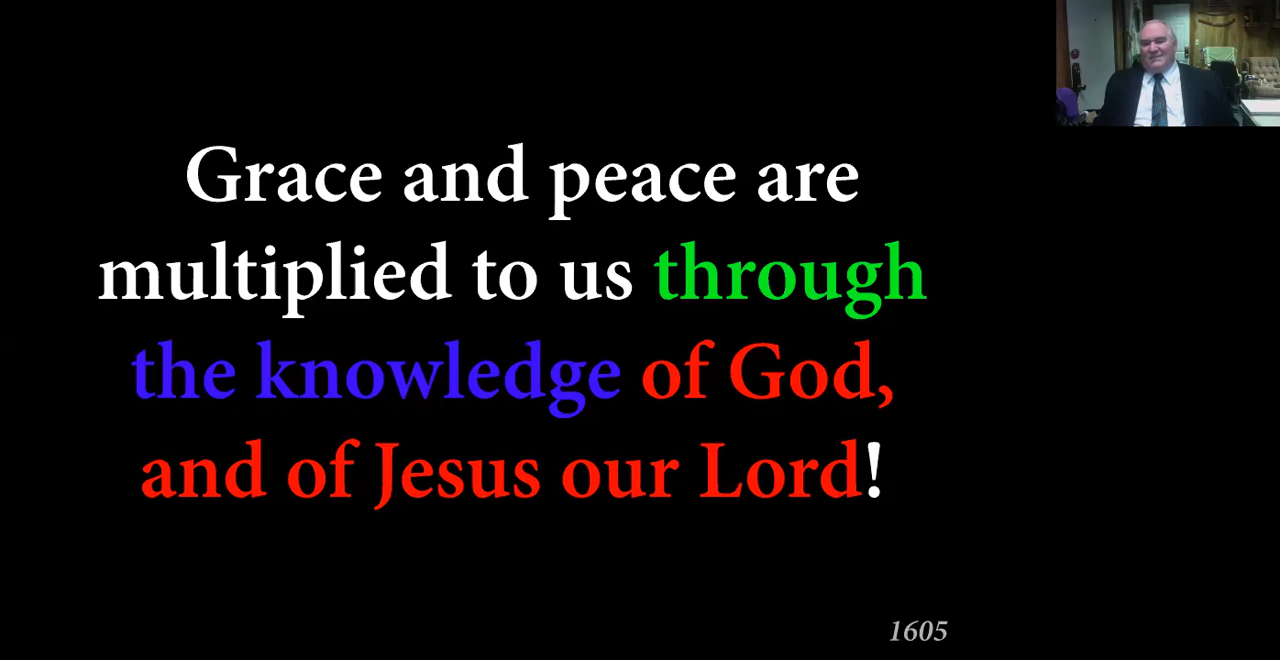 Grace and peace are
multiplied to us through
the knowledge of God,
and of Jesus our Lord!
1605